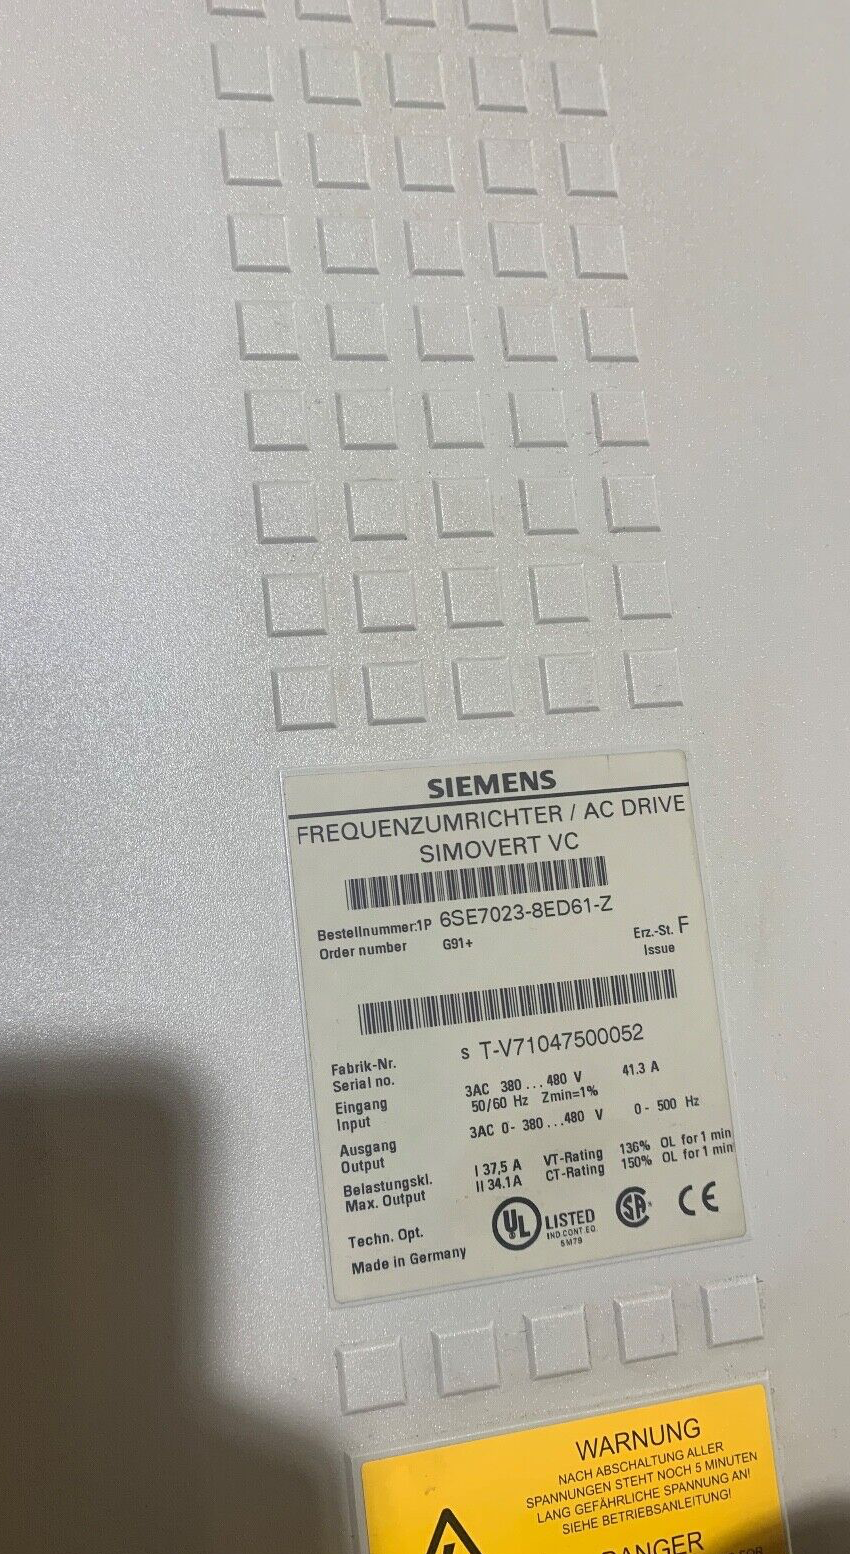 SIEMENS
FREQUENZUMRICHTER / AC DRIVE
SIMOVERT VC
Bestellnummer:1P 6SE7023-8ED61-Z
Order number G91+
Erz.-St. F
Issue
Fabrik-Nr.
Serial no. S T-V71047500052
Eingang 3AC 380...480 V 41.3 A
Input 50/60 Hz Zmin=1%
Ausgang 3AC 0- 380...480 V 0- 500 Hz
Output
Belastungskl. I 37,5 A VT-Rating 136% OL for 1 min
Max. Output II 34.1A CT-Rating 150% OL for 1 min
Techn. Opt.
UL LISTED
IND.CONT.EQ.
5M79
SA
CE
Made in Germany
WARNUNG
NACH ABSCHALTUNG ALLER
SPANNUNGEN STEHT NOCH 5 MINUTEN
LANG GEFÄHRLICHE SPANNUNG AN!
SIEHE BETRIEBSANLEITUNG!
DANGER
FOR